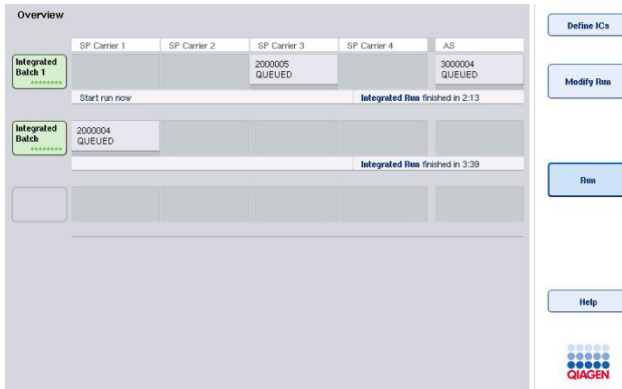 Overview
Define ICs
SP Carrier 1 SP Carrier 2 SP Carrier 3 SP Carrier 4 AS
Integrated
Batch 1
********
2000005
QUEUED
3000004
QUEUED
Modify Run
Start run now Integrated Run finished in 2:13
Integrated
Batch
********
2000004
QUEUED
Integrated Run finished in 3:39
Run
Help
QIAGEN